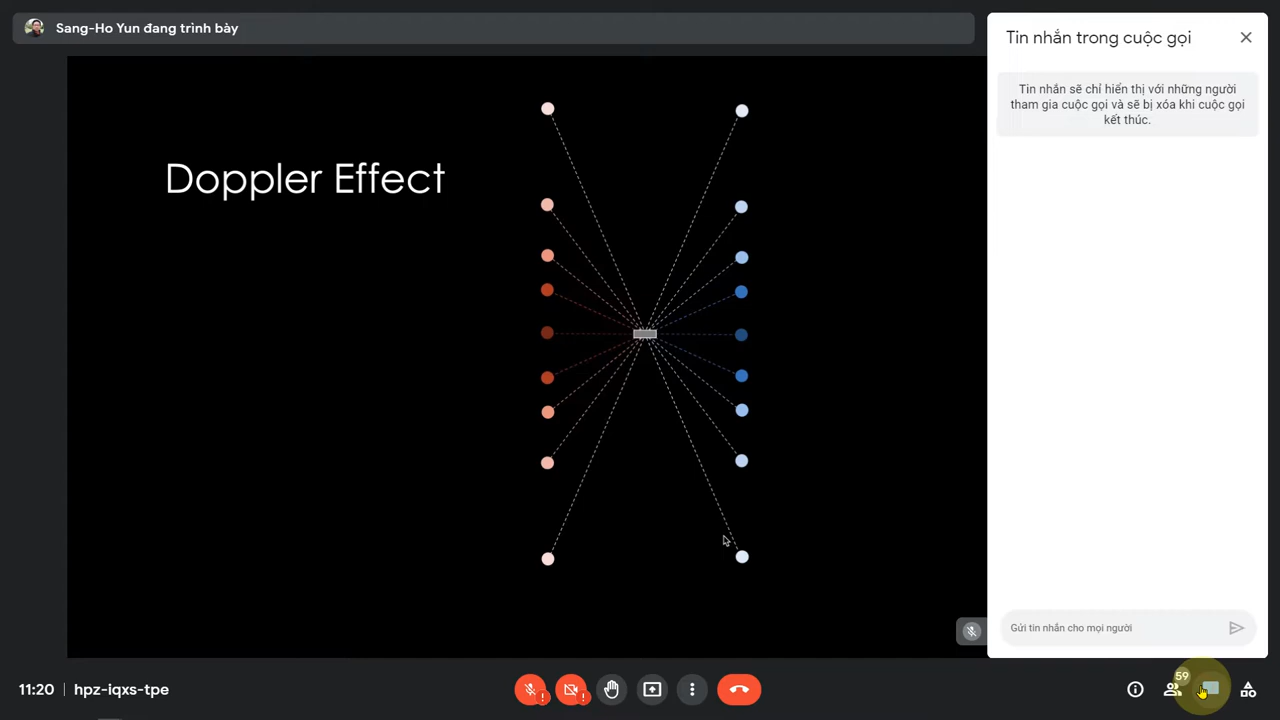 Sang-Ho Yun đang trình bày
Tin nhắn trong cuộc gọi
Tin nhắn sẽ chỉ hiển thị với những người
tham gia cuộc gọi và sẽ bị xóa khi cuộc gọi
kết thúc.
Doppler Effect
Gửi tin nhắn cho mọi người
11:20 | hpz-iqxs-tpe
59